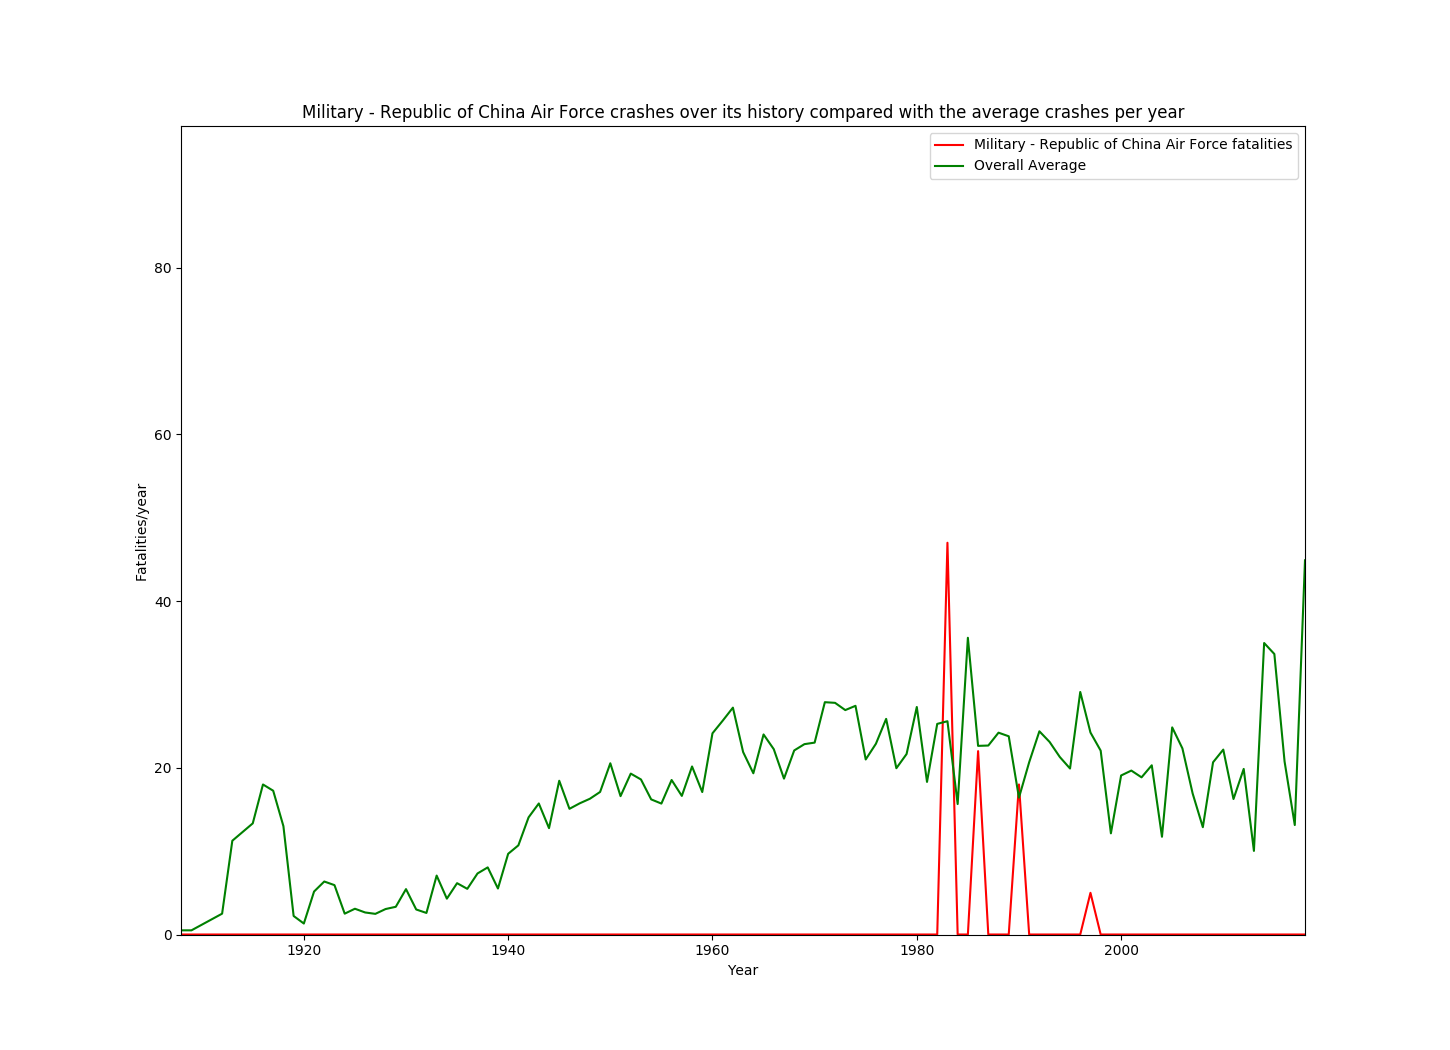 Military - Republic of China Air Force crashes over its history compared with the average crashes per year
Military - Republic of China Air Force fatalities
Overall Average
80
60
40
20
0
Fatalities/year
1920
1940
1960
1980
2000
Year